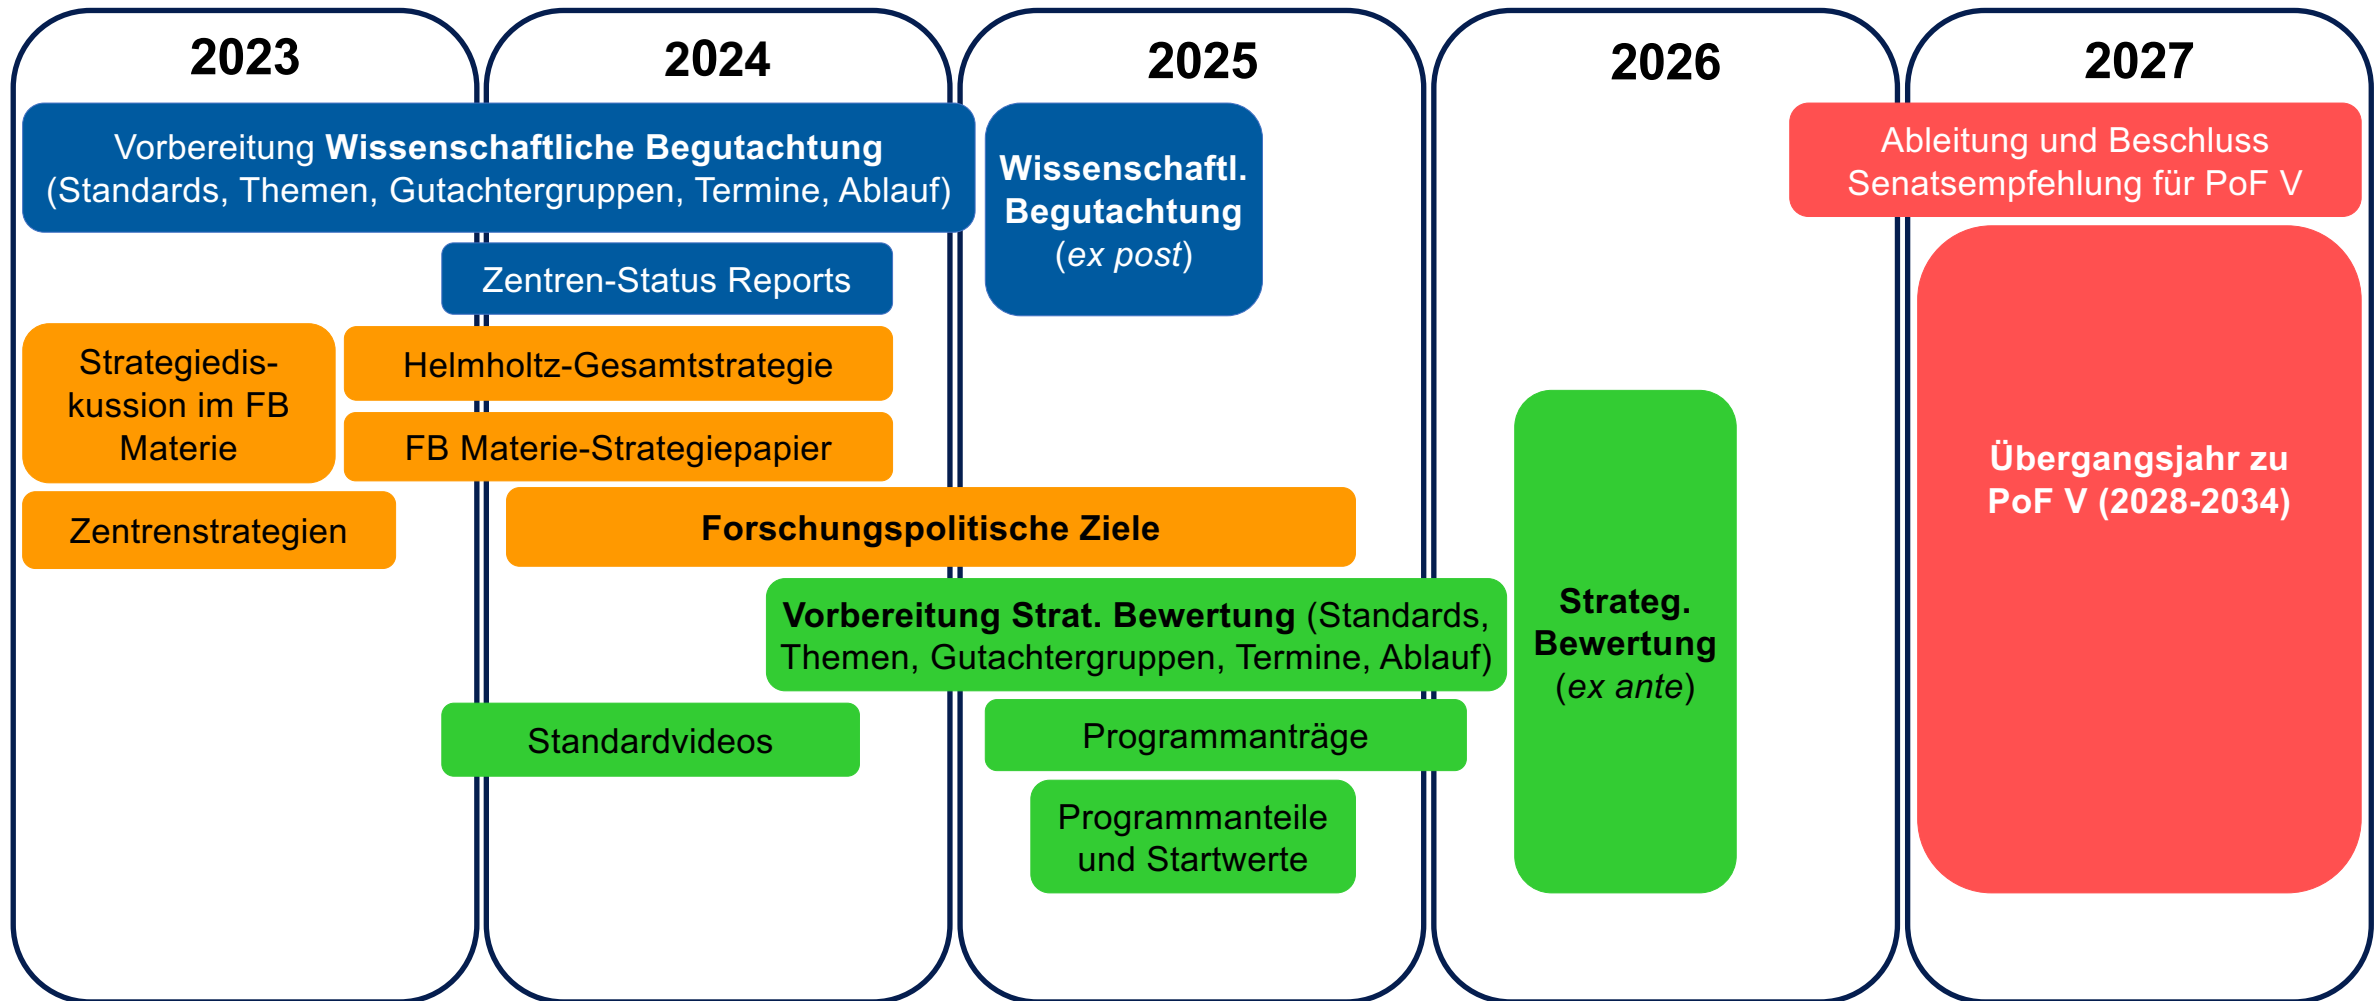 2023
2024
2025
2026
2027
Vorbereitung Wissenschaftliche Begutachtung
(Standards, Themen, Gutachtergruppen, Termine, Ablauf)
Wissenschaftl.
Begutachtung
(ex post)
Ableitung und Beschluss
Senatsempfehlung für PoF V
Zentren-Status Reports
Strategiedis-
kussion im FB
Materie
Helmholtz-Gesamtstrategie
FB Materie-Strategiepapier
Zentrenstrategien
Forschungspolitische Ziele
Übergangsjahr zu
PoF V (2028-2034)
Vorbereitung Strat. Bewertung (Standards,
Themen, Gutachtergruppen, Termine, Ablauf)
Strateg.
Bewertung
(ex ante)
Standardvideos
Programmanträge
Programmanteile
und Startwerte